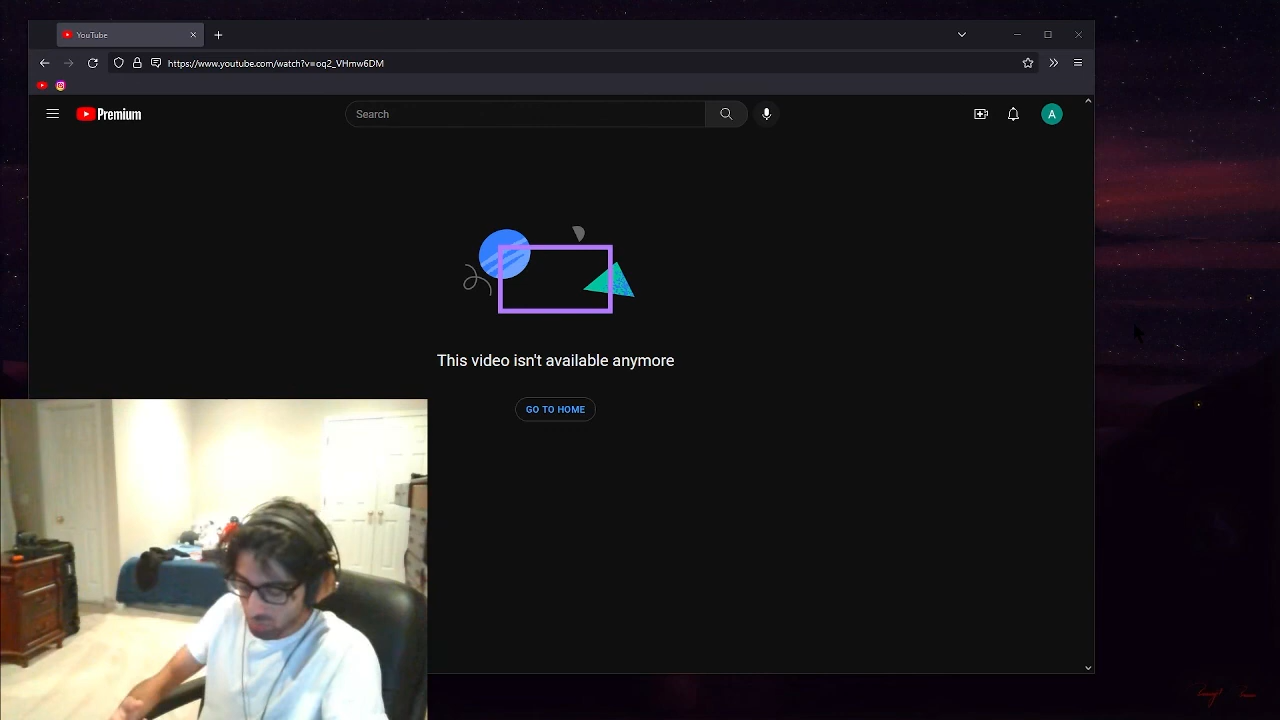 YouTube
https://www.youtube.com/watch?v=oq2_VHmw6DM
Premium
Search
A
This video isn't available anymore
GO TO HOME